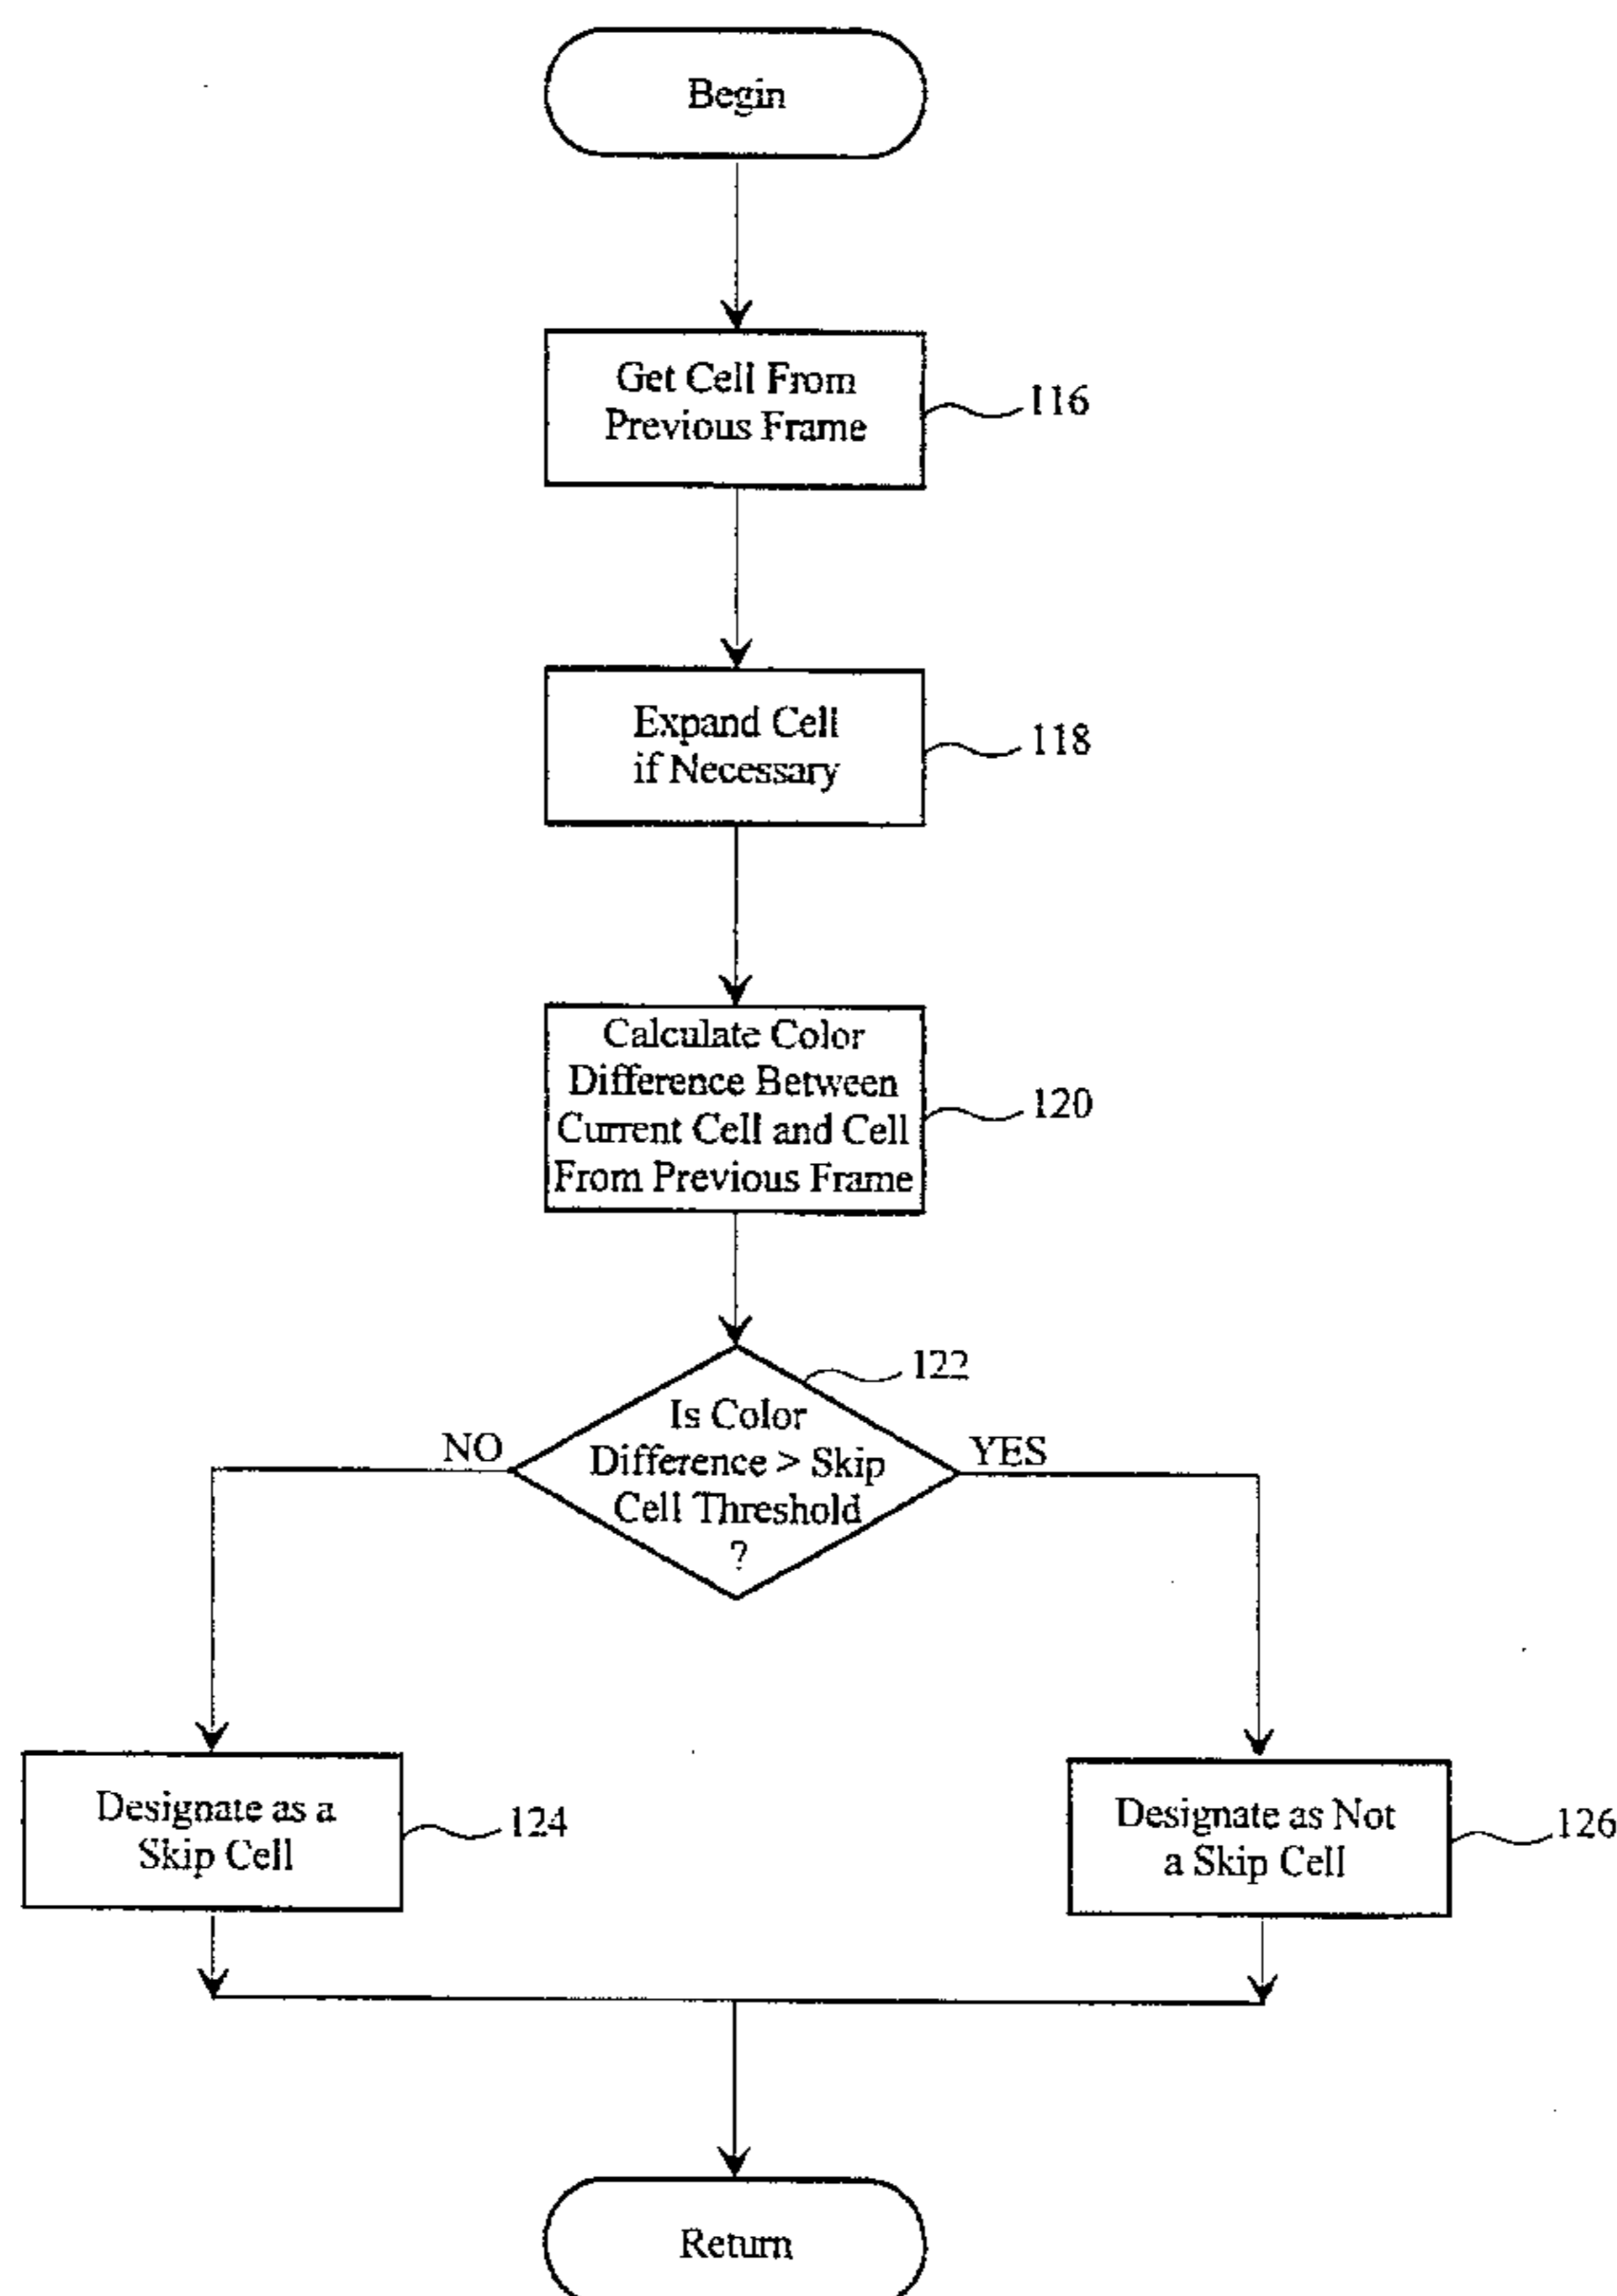 Begin
Get Cell From
Previous Frame
116
Expand Cell
if Necessary
118
Calculate Color
Difference Between
Current Cell and Cell
From Previous Frame
120
122
Is Color
Difference > Skip
Cell Threshold
?
NO
YES
Designate as a
Skip Cell
124
Designate as Not
a Skip Cell
126
Return